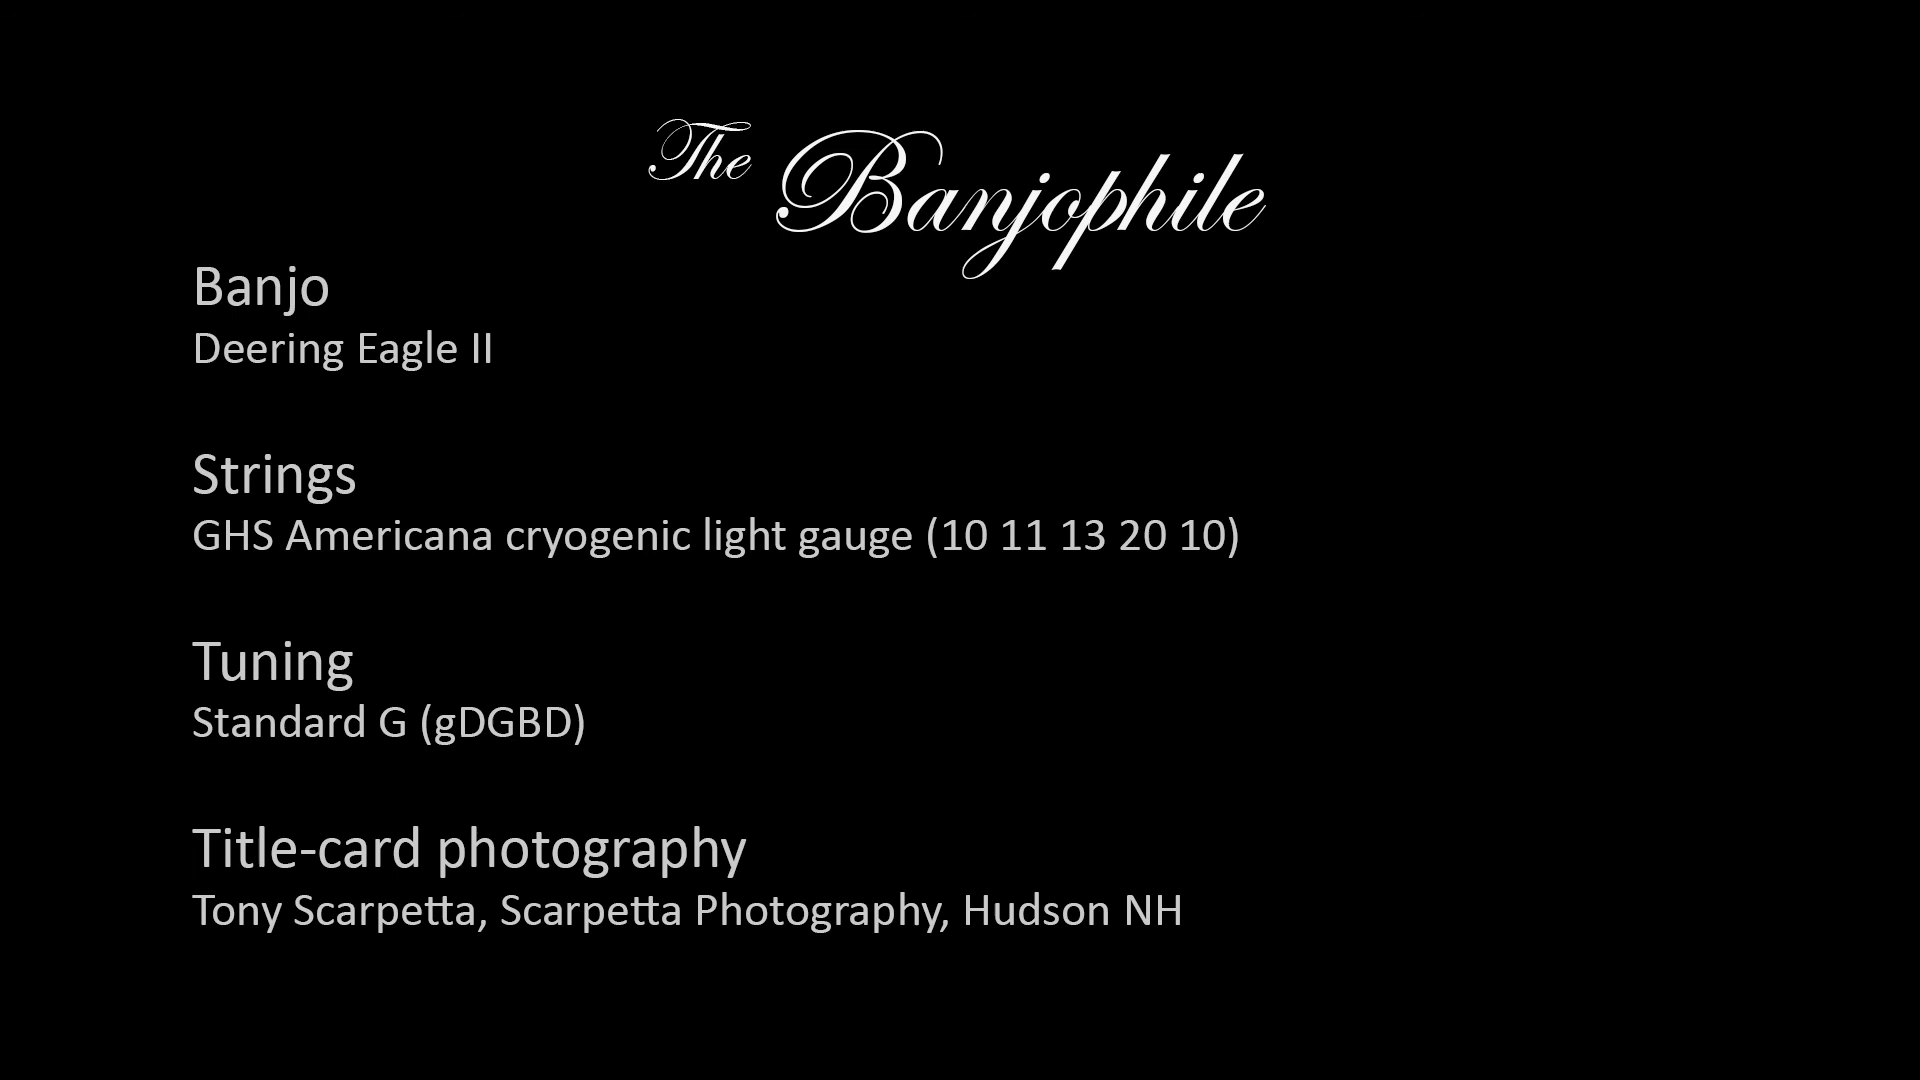 The Banjophile
Banjo
Deering Eagle II
Strings
GHS Americana cryogenic light gauge (10 11 13 20 10)
Tuning
Standard G (gDGBD)
Title-card photography
Tony Scarpetta, Scarpetta Photography, Hudson NH